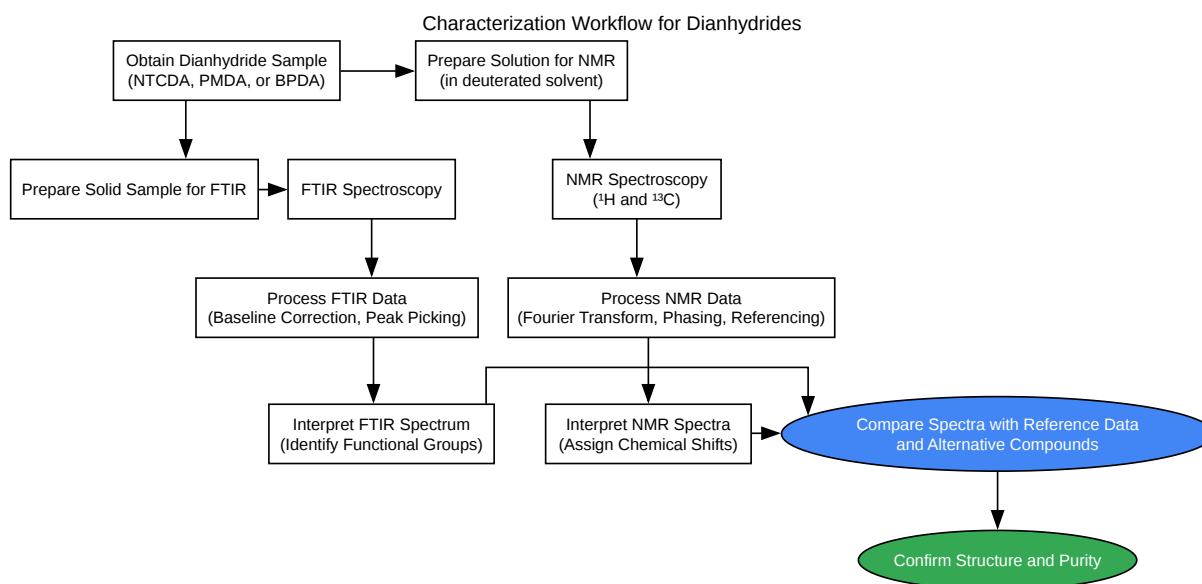 Characterization Workflow for Dianhydrides
Obtain Dianhydride Sample
(NTCDA, PMDA, or BPDA)
Prepare Solution for NMR
(in deuterated solvent)
Prepare Solid Sample for FTIR
FTIR Spectroscopy
NMR Spectroscopy
(¹H and ¹³C)
Process FTIR Data
(Baseline Correction, Peak Picking)
Process NMR Data
(Fourier Transform, Phasing, Referencing)
Interpret FTIR Spectrum
(Identify Functional Groups)
Interpret NMR Spectra
(Assign Chemical Shifts)
Compare Spectra with Reference Data
and Alternative Compounds
Confirm Structure and Purity